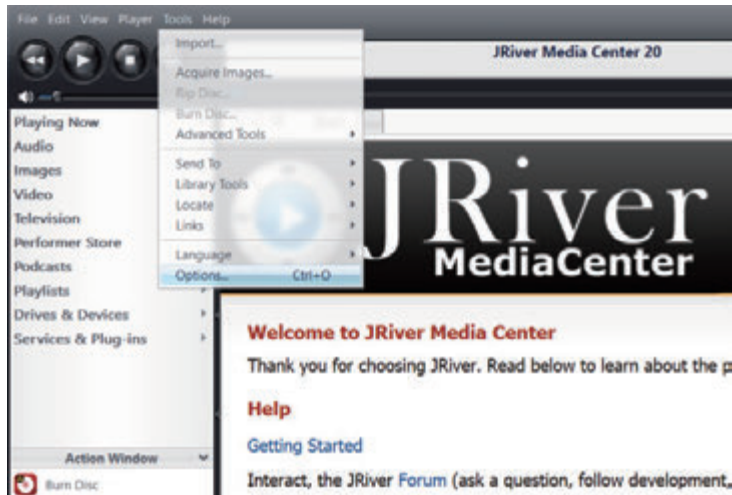 File Edit View Player Tools Help
JRiver Media Center 20
Import...
Acquire Images...
Rip Disc...
Burn Disc...
Advanced Tools
Send To
Library Tools
Locate
Links
Language
Options... Ctrl+O
Playing Now
Audio
Images
Video
Television
Performer Store
Podcasts
Playlists
Drives & Devices
Services & Plug-ins
Action Window
Burn Disc
JRiver
MediaCenter
Welcome to JRiver Media Center
Thank you for choosing JRiver. Read below to learn about the
Help
Getting Started
Interact, the JRiver Forum (ask a question, follow development,